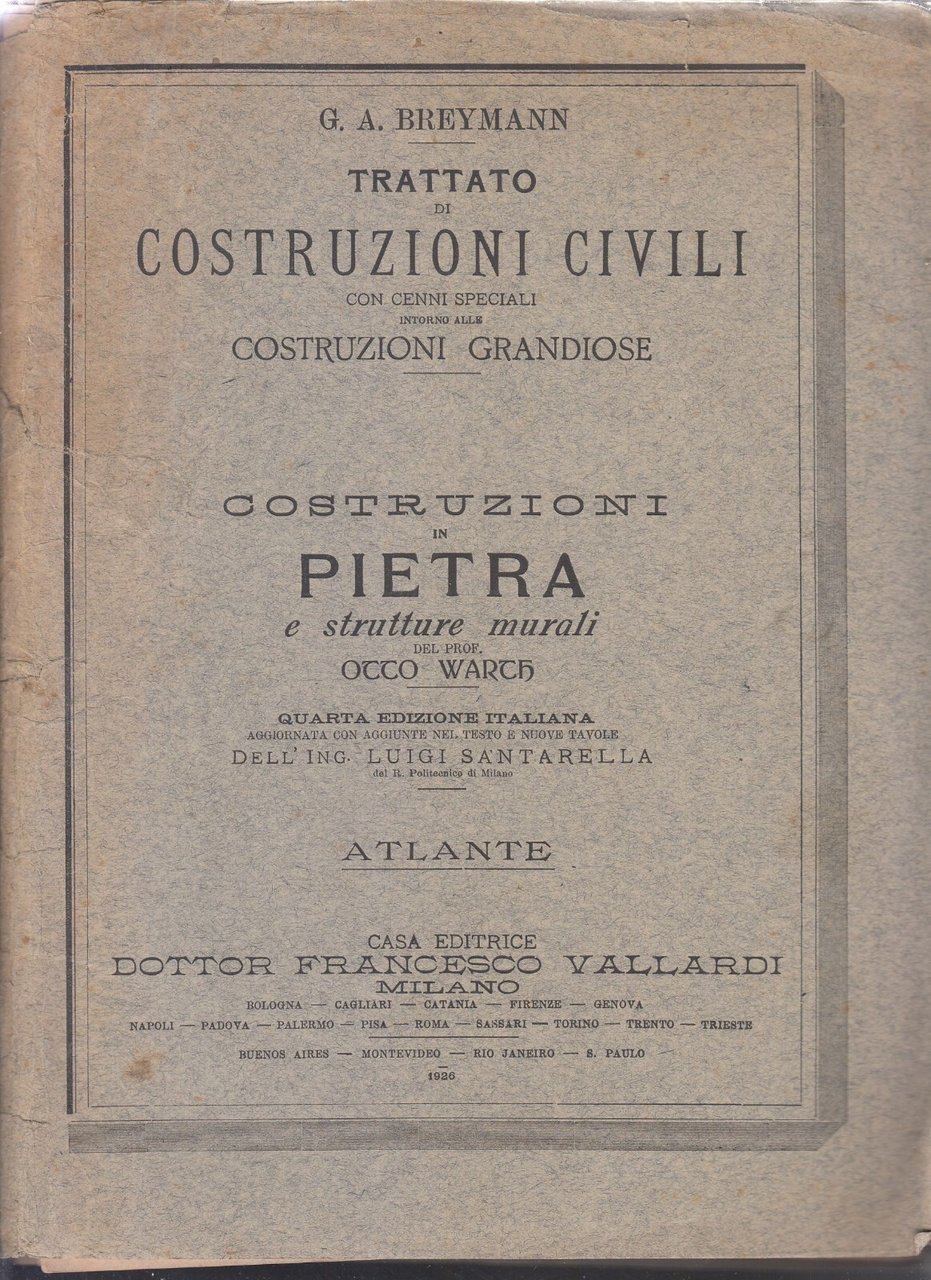 G. A. BREYMANN
TRATTATO
DI
COSTRUZIONI CIVILI
CON CENNI SPECIALI
INTORNO ALLE
COSTRUZIONI GRANDIOSE
COSTRUZIONI
IN
PIETRA
e strutture murali
DEL PROF.
OTTO WARTH
QUARTA EDIZIONE ITALIANA
AGGIORNATA CON AGGIUNTE NEL TESTO E NUOVE TAVOLE
DELL'ING. LUIGI SANTARELLA
del R. Politecnico di Milano
ATLANTE
CASA EDITRICE
DOTTOR FRANCESCO VALLARDI
MILANO
BOLOGNA — CAGLIARI — CATANIA — FIRENZE — GENOVA
NAPOLI — PADOVA — PALERMO — PISA — ROMA — SASSARI — TORINO — TRENTO — TRIESTE
BUENOS AIRES — MONTEVIDEO — RIO JANEIRO — S. PAULO
1926